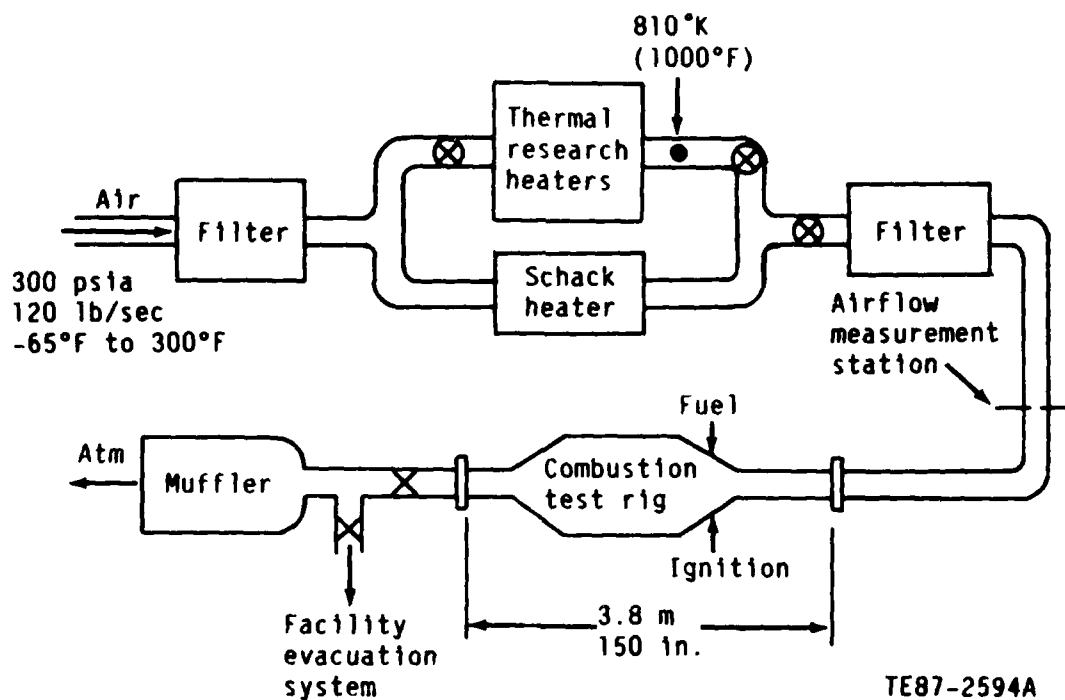 810°K
(1000°F)
Thermal
research
heaters
Air
Filter
Filter
Schack
heater
300 psia
120 lb/sec
-65°F to 300°F
Airflow
measurement
station
Fuel
Atm
Muffler
Combustion
test rig
Ignition
3.8 m
150 in.
Facility
evacuation
system
TE87-2594A